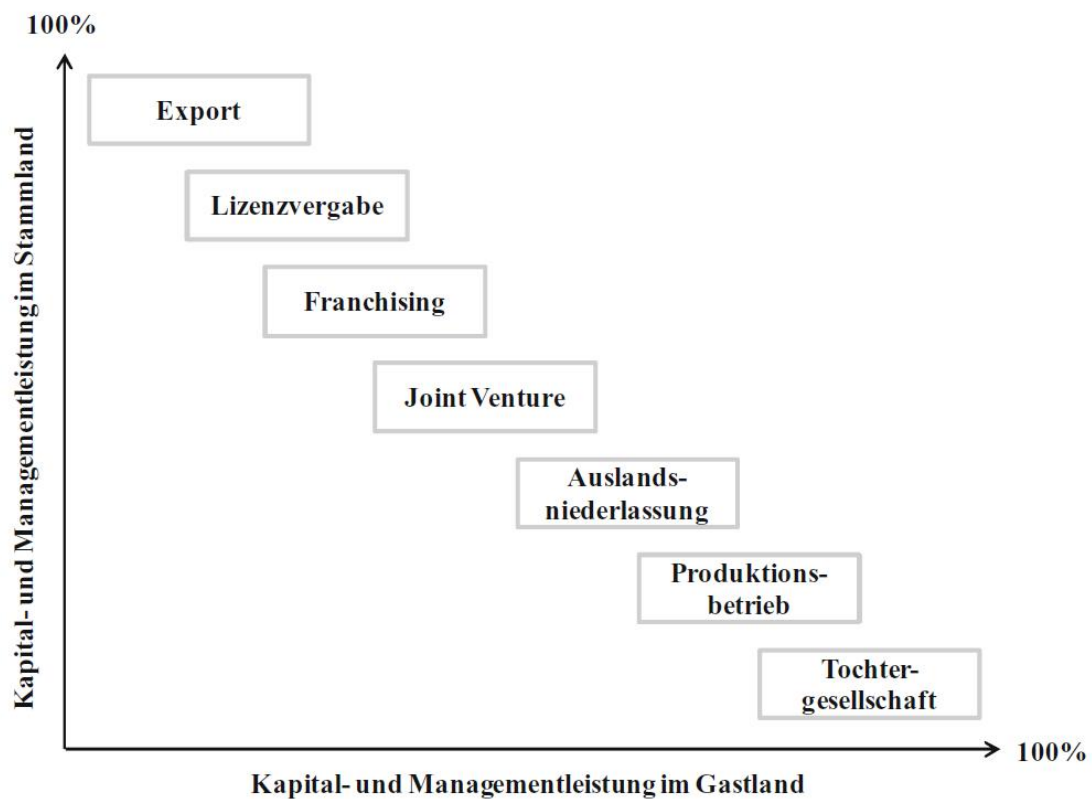 100%
Kapital- und Managementleistung im Stammland
Export
Lizenzvergabe
Franchising
Joint Venture
Auslands-
niederlassung
Produktions-
betrieb
Tochter-
gesellschaft
100%
Kapital- und Managementleistung im Gastland